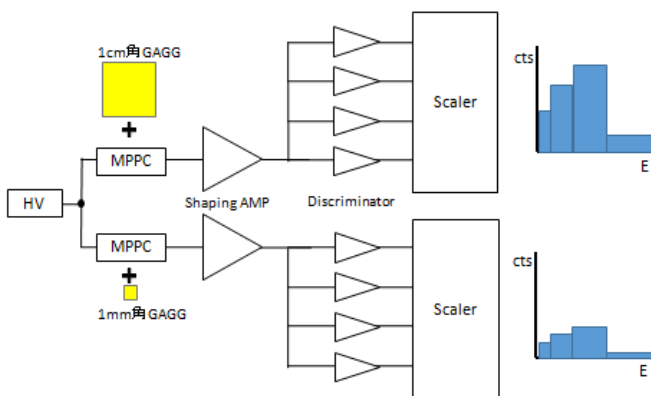 1cm角GAGG
MPPC
HV
Shaping AMP
Discriminator
Scaler
cts
E
MPPC
1mm角GAGG
Scaler
cts
E